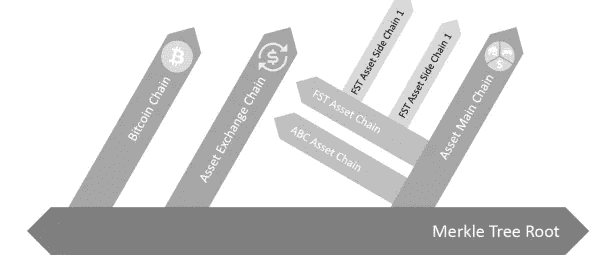 Bitcoin Chain
Asset Exchange Chain
FST Asset Side Chain 1
FST Asset Side Chain 1
FST Asset Chain
ABC Asset Chain
Asset Main Chain
Merkle Tree Root